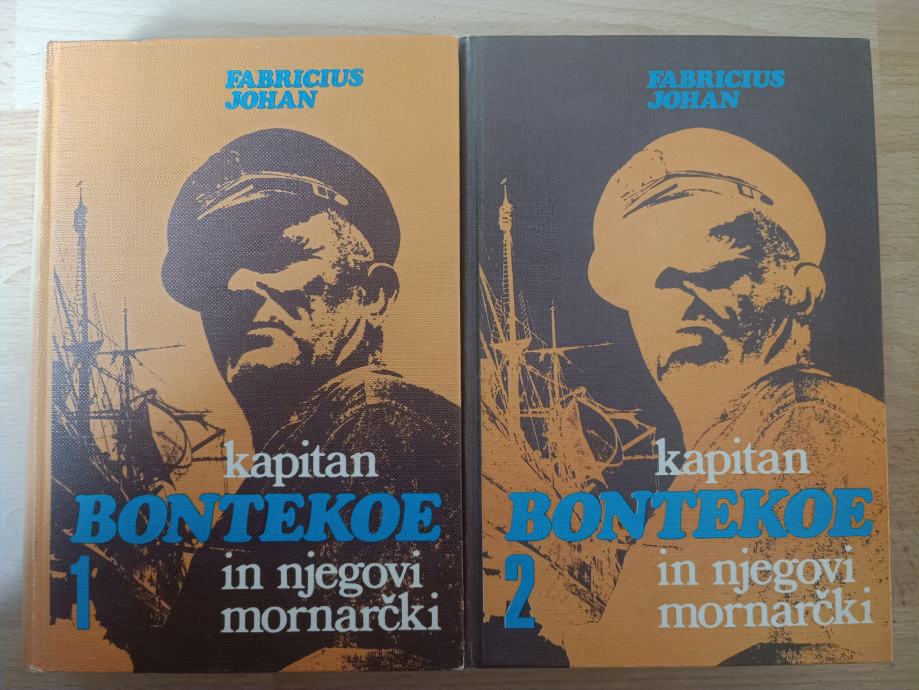 FABRICIUS
JOHAN
kapitan
BONTEKOE
1
in njegovi
mornarčki
FABRICIUS
JOHAN
kapitan
BONTEKOE
2
in njegovi
mornarčki